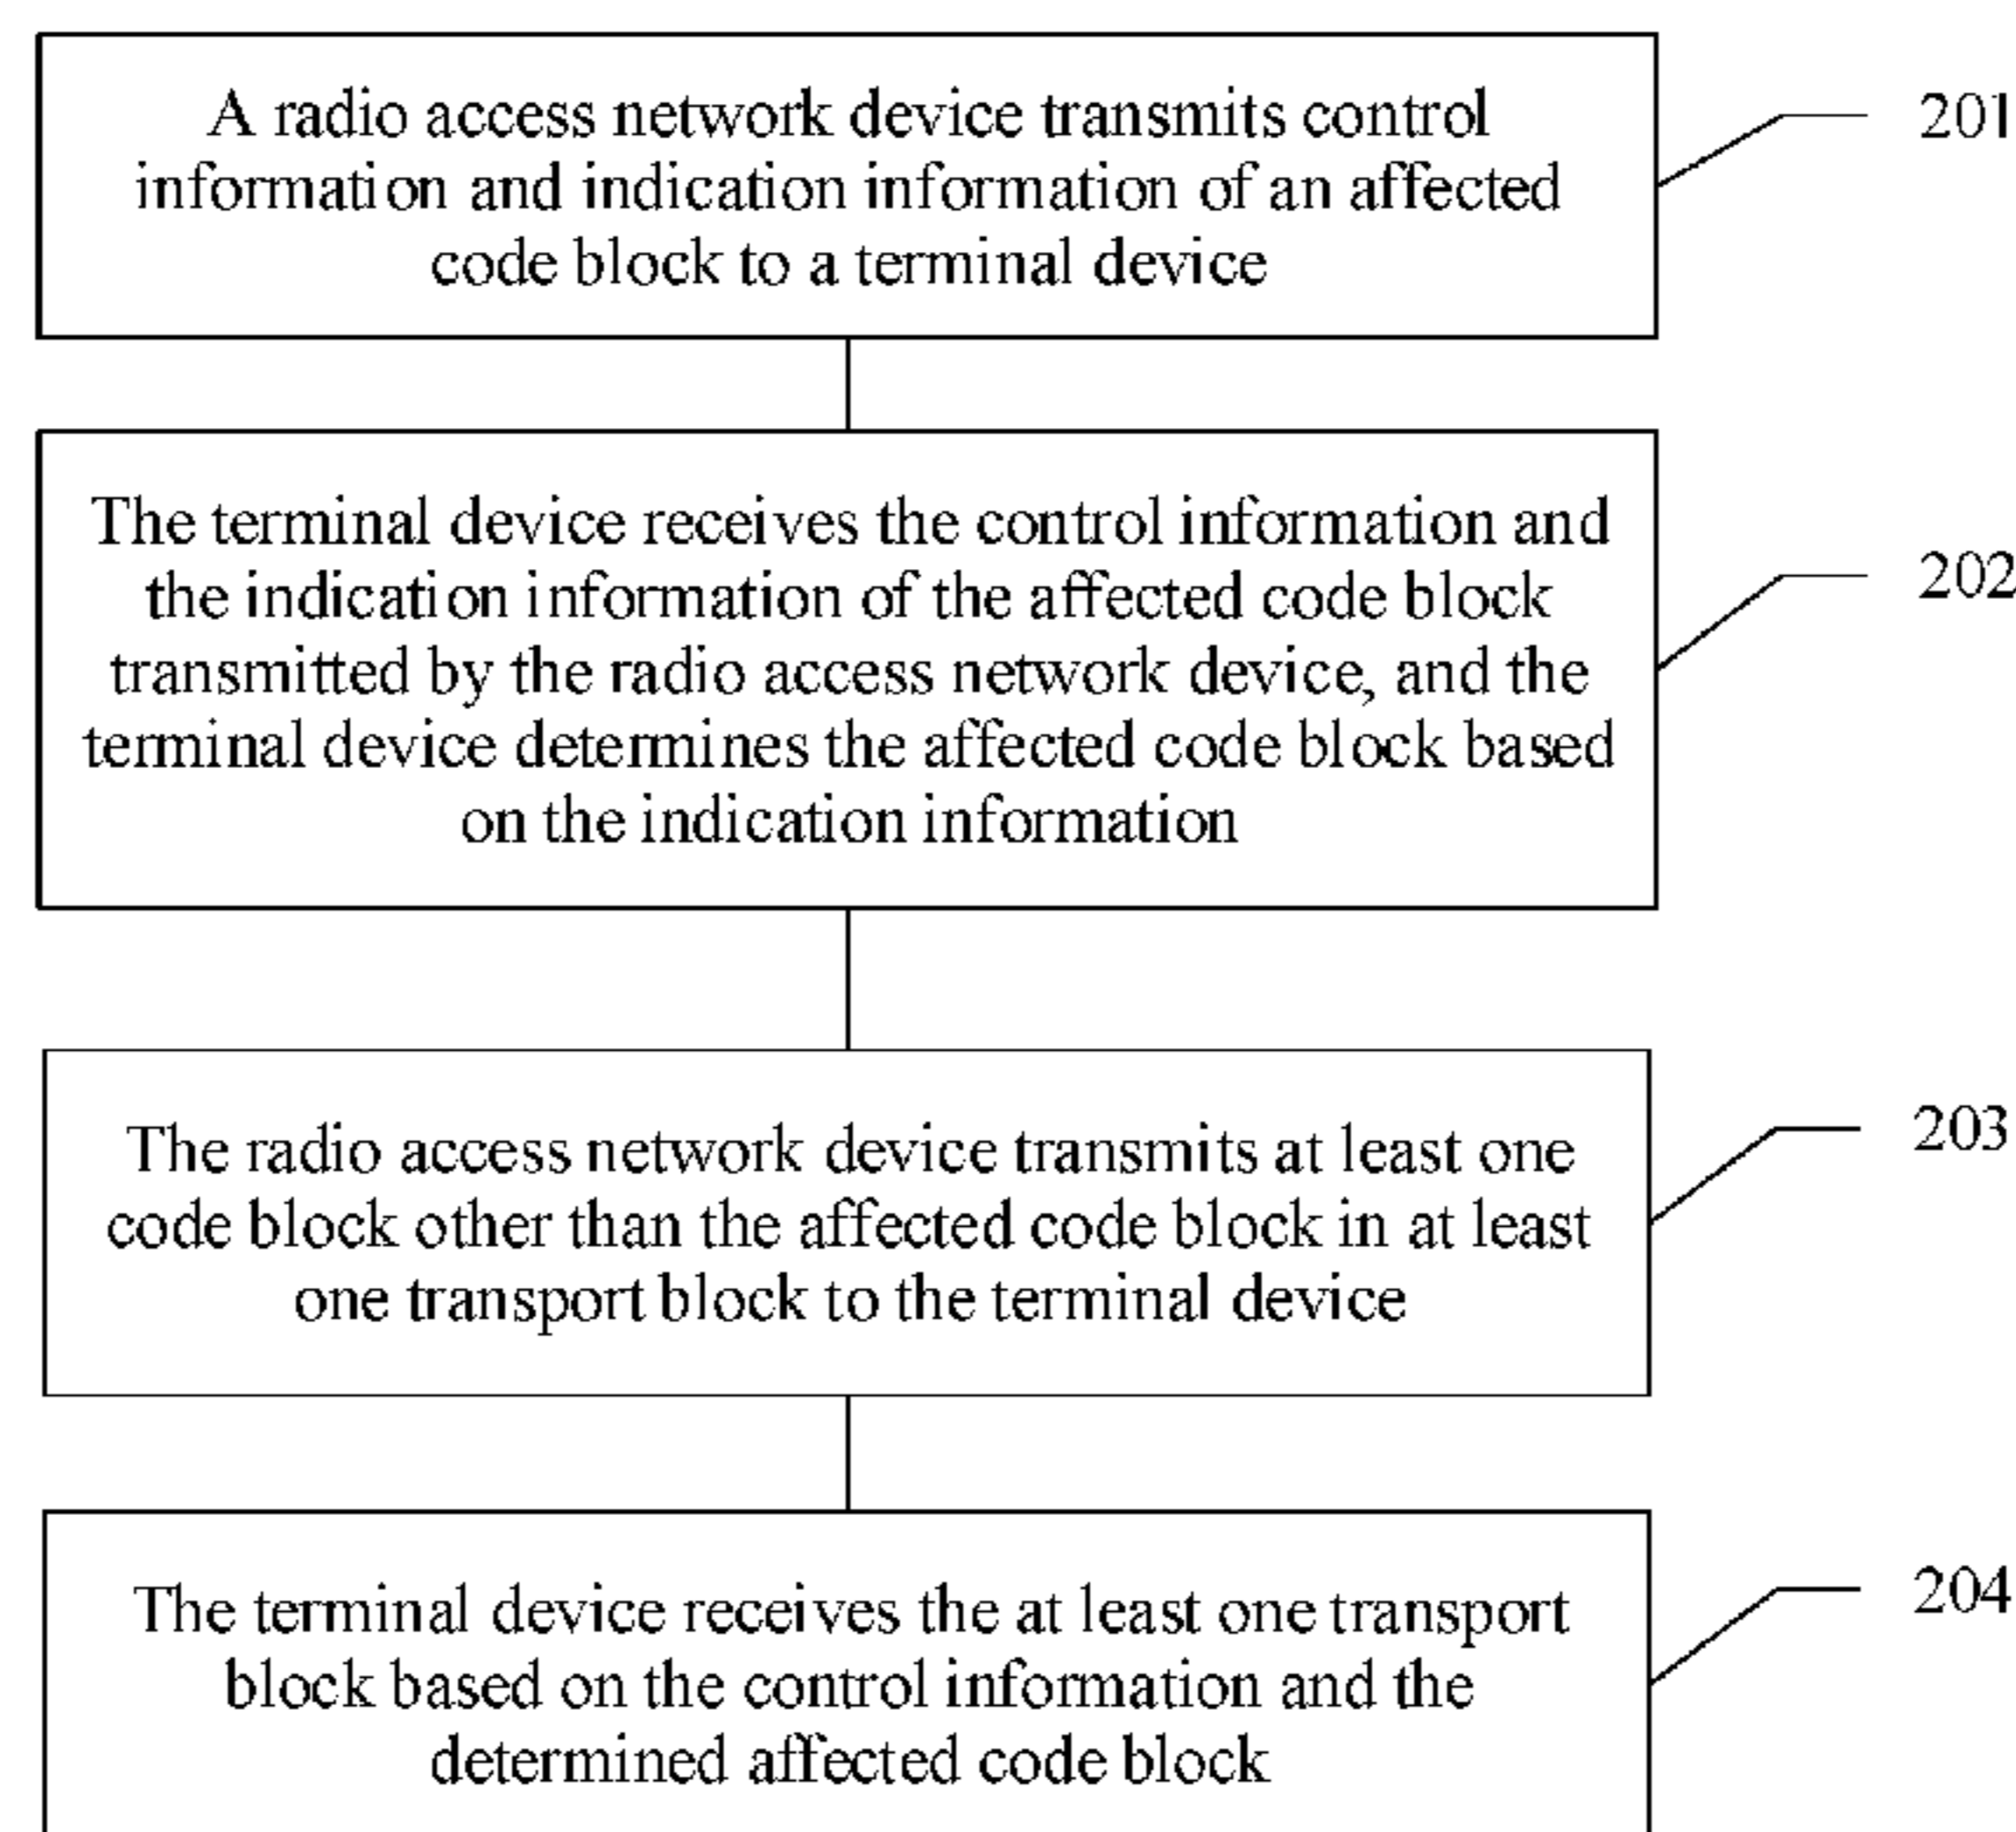 A radio access network device transmits control
information and indication information of an affected
code block to a terminal device
201
The terminal device receives the control information and
the indication information of the affected code block
transmitted by the radio access network device, and the
terminal device determines the affected code block based
on the indication information
202
The radio access network device transmits at least one
code block other than the affected code block in at least
one transport block to the terminal device
203
The terminal device receives the at least one transport
block based on the control information and the
determined affected code block
204